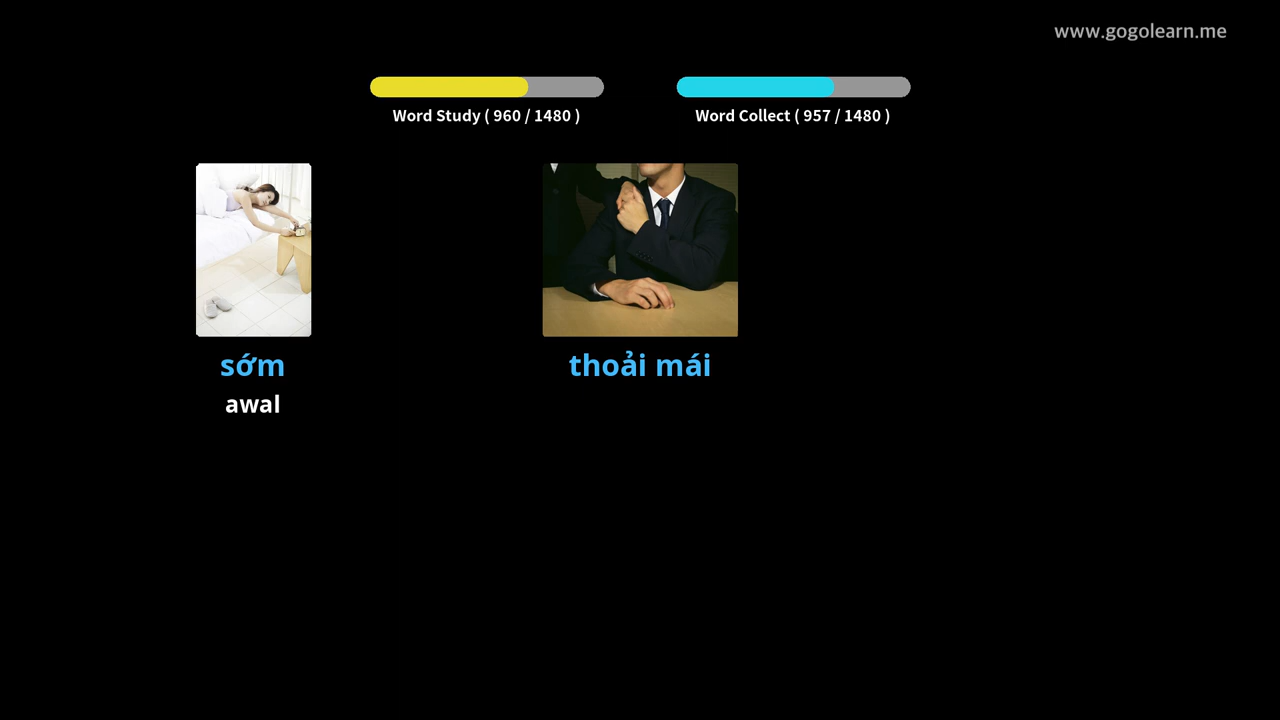 www.gogolearn.me
Word Study ( 960 / 1480 )
Word Collect ( 957 / 1480 )
sớm
thoải mái
awal